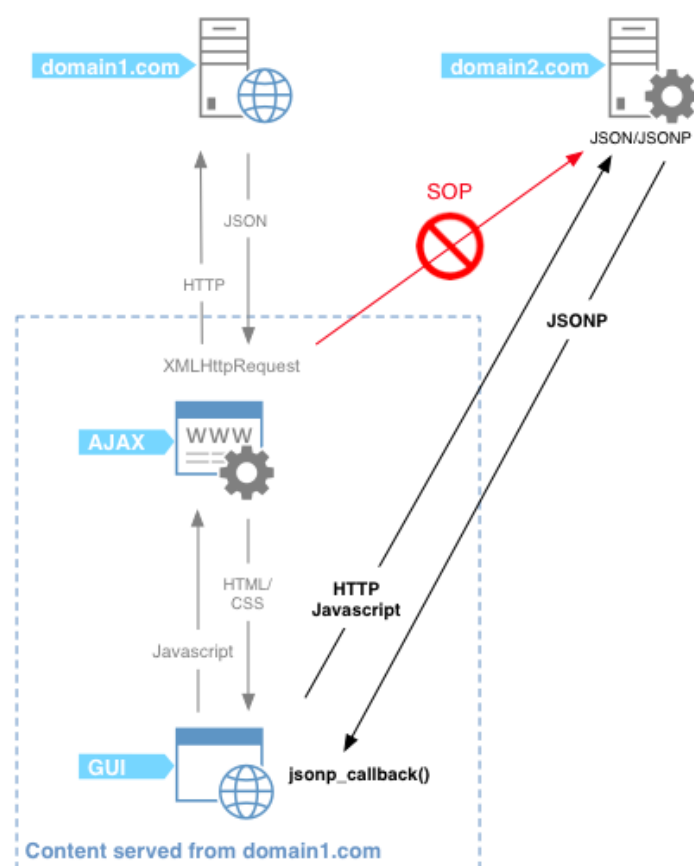 domain1.com
domain2.com
JSON/JSONP
SOP
JSON
HTTP
JSONP
XMLHttpRequest
AJAX
WWW
HTTP
Javascript
HTML/
CSS
Javascript
GUI
jsonp_callback()
Content served from domain1.com